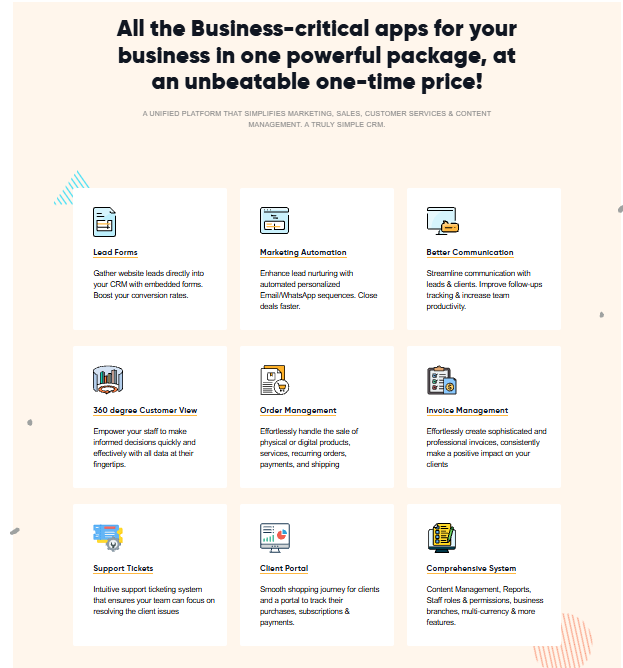 All the Business-critical apps for your
business in one powerful package, at
an unbeatable one-time price!
A UNIFIED PLATFORM THAT SIMPLIFIES MARKETING, SALES, CUSTOMER SERVICES & CONTENT
MANAGEMENT. A TRULY SIMPLE CRM.
Lead Forms
Gather website leads directly into
your CRM with embedded forms.
Boost your conversion rates.
Marketing Automation
Enhance lead nurturing with
automated personalized
Email/WhatsApp sequences. Close
deals faster.
Better Communication
Streamline communication with
leads & clients. Improve follow-ups
tracking & increase team
productivity.
360 degree Customer View
Empower your staff to make
informed decisions quickly and
effectively with all data at their
fingertips.
Order Management
Effortlessly handle the sale of
physical or digital products,
services, recurring orders,
payments, and shipping
Invoice Management
Effortlessly create sophisticated and
professional invoices, consistently
make a positive impact on your
clients
Support Tickets
Intuitive support ticketing system
that ensures your team can focus on
resolving the client issues
Client Portal
Smooth shopping journey for clients
and a portal to track their
purchases, subscriptions &
payments.
Comprehensive System
Content Management, Reports,
Staff roles & permissions, business
branches, multi-currency & more
features.